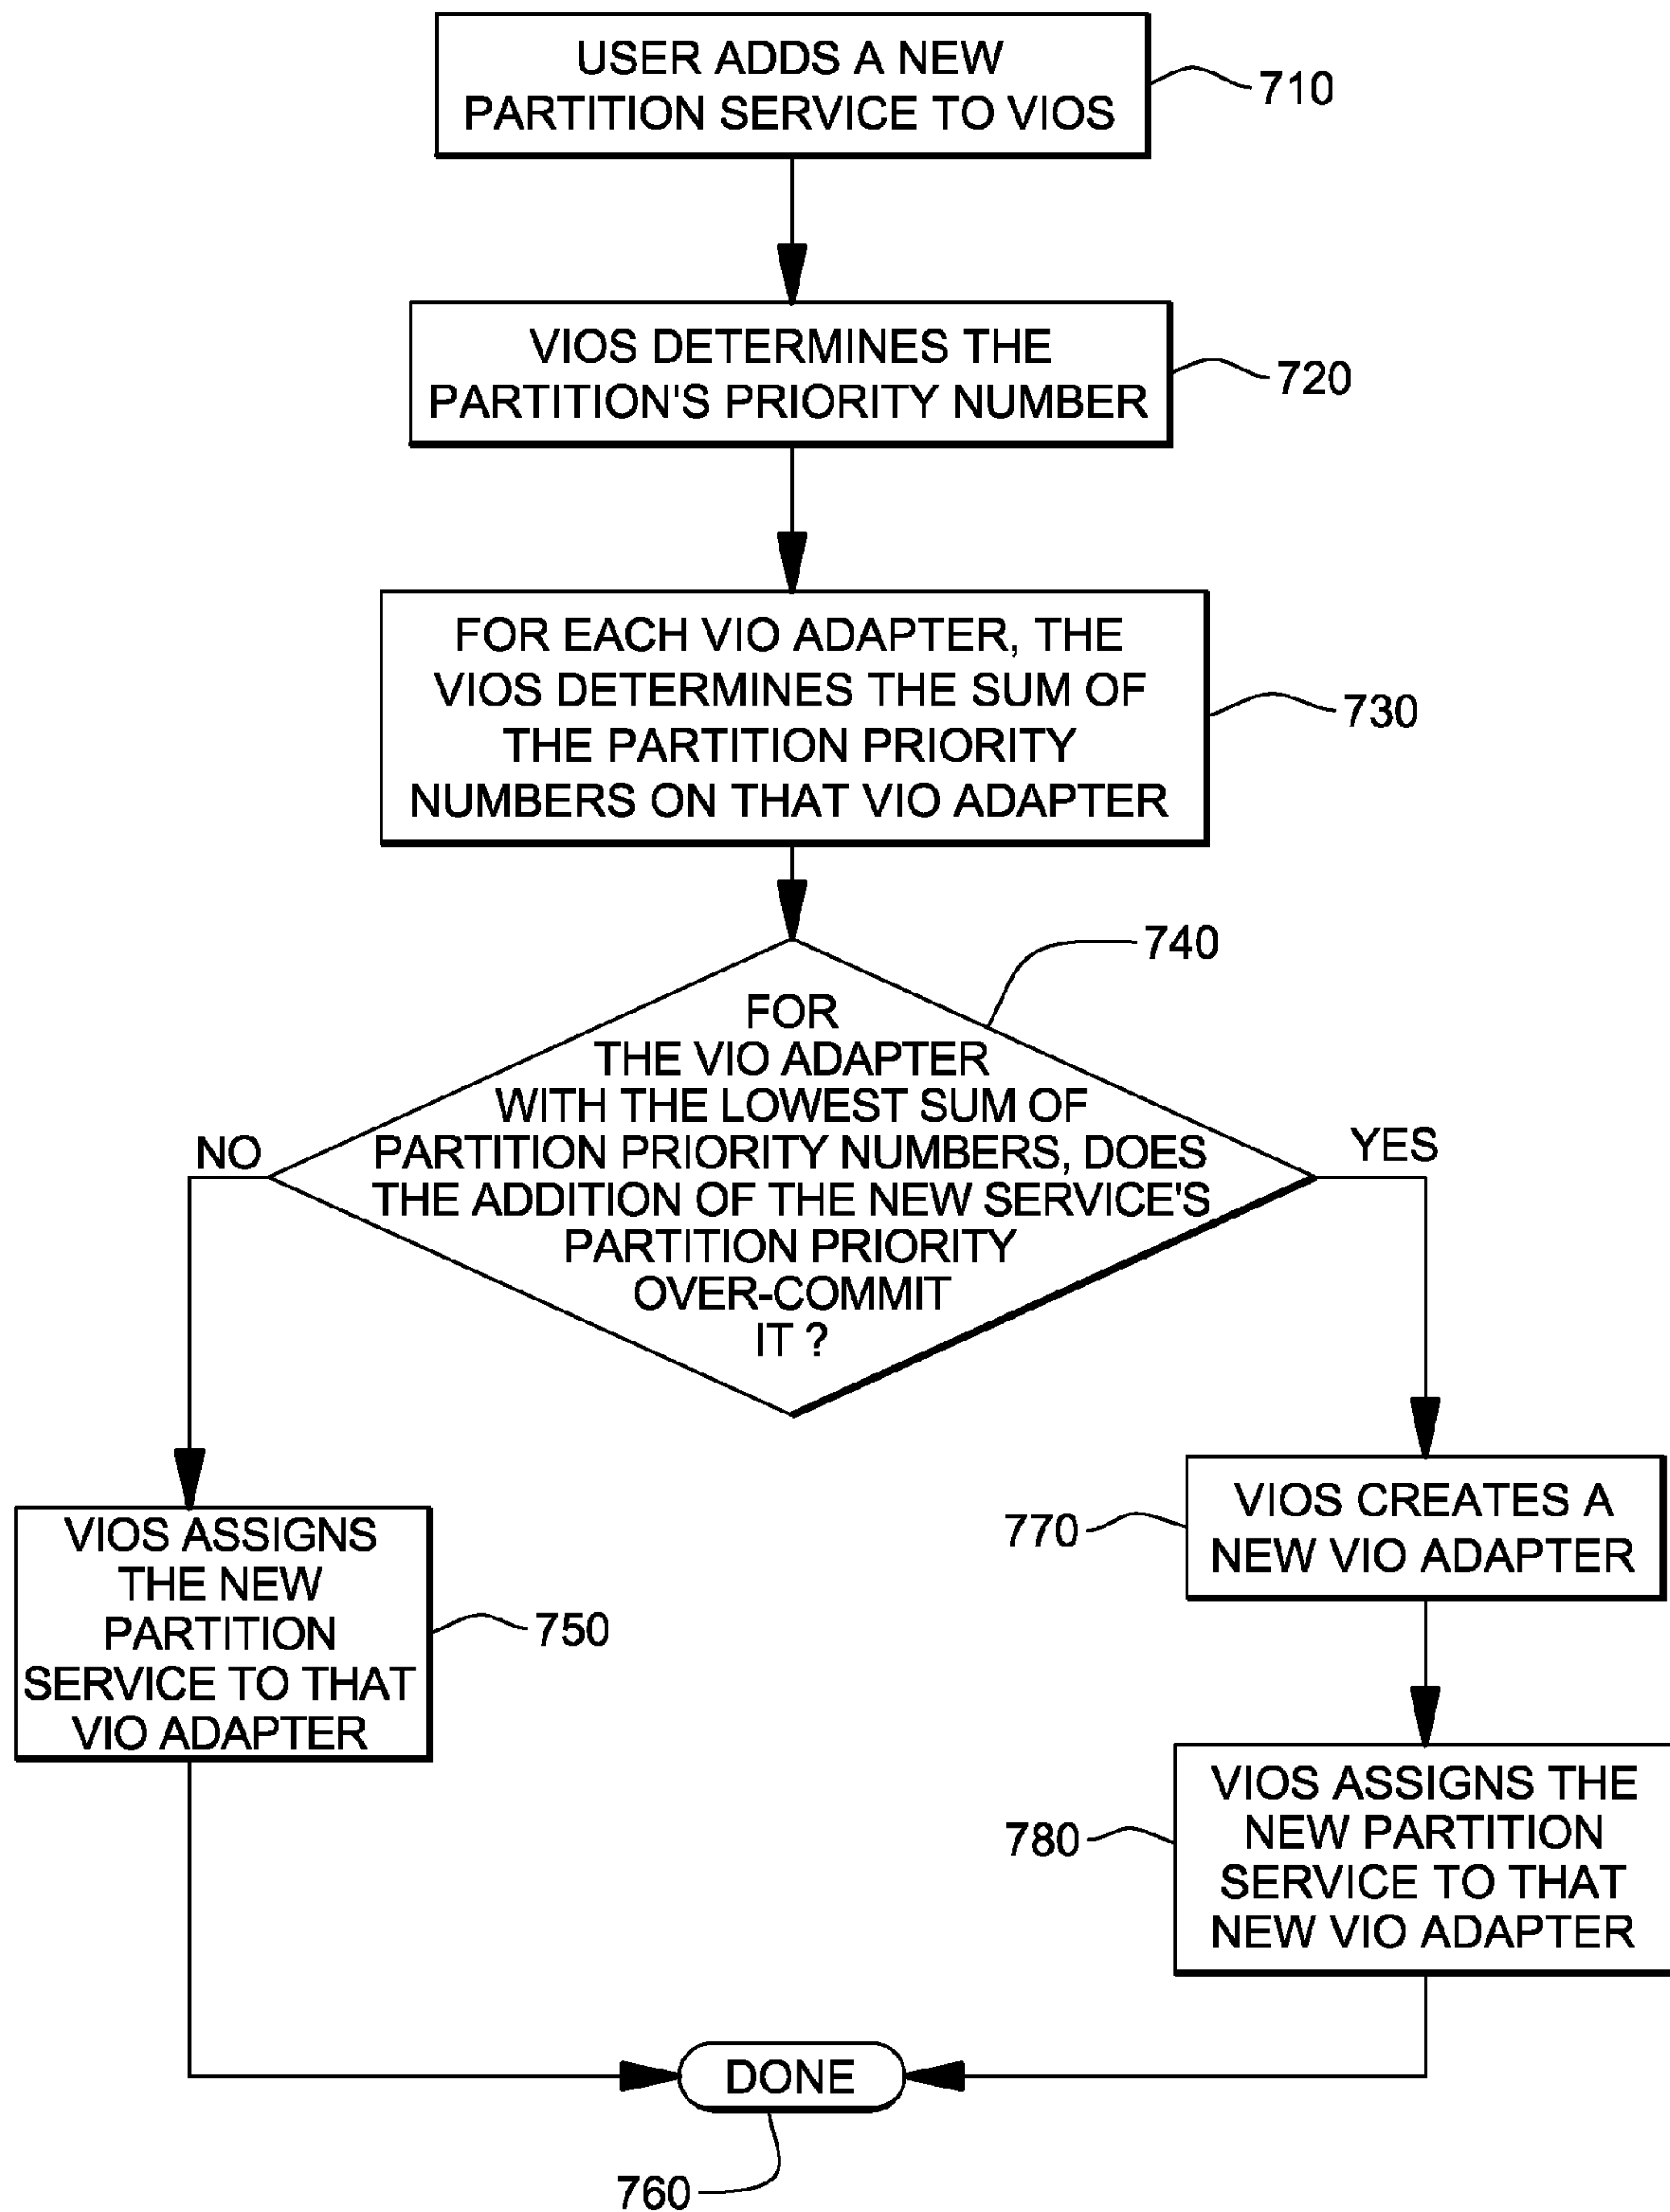 USER ADDS A NEW
PARTITION SERVICE TO VIOS
710
VIOS DETERMINES THE
PARTITION'S PRIORITY NUMBER
720
FOR EACH VIO ADAPTER, THE
VIOS DETERMINES THE SUM OF
THE PARTITION PRIORITY
NUMBERS ON THAT VIO ADAPTER
730
740
FOR
THE VIO ADAPTER
WITH THE LOWEST SUM OF
PARTITION PRIORITY NUMBERS, DOES
THE ADDITION OF THE NEW SERVICE'S
PARTITION PRIORITY
OVER-COMMIT
IT ?
NO
YES
VIOS ASSIGNS
THE NEW
PARTITION
SERVICE TO THAT
VIO ADAPTER
750
VIOS CREATES A
NEW VIO ADAPTER
770
VIOS ASSIGNS THE
NEW PARTITION
SERVICE TO THAT
NEW VIO ADAPTER
780
DONE
760